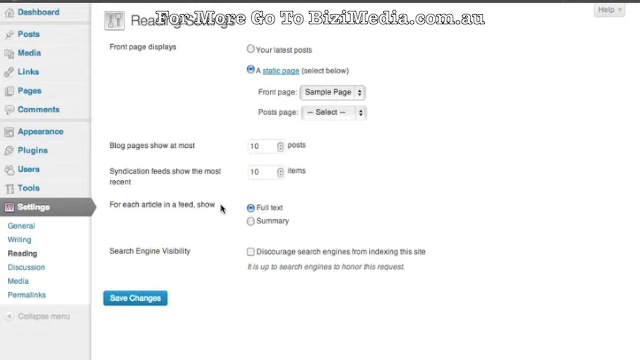 For More Go To BiziMedia.com.au
Help
Reading Settings
Dashboard
Posts
Media
Links
Pages
Comments
Appearance
Plugins
Users
Tools
Settings
General
Writing
Reading
Discussion
Media
Permalinks
Collapse menu
Front page displays
Your latest posts
A static page (select below)
Front page: Sample Page
Posts page: — Select —
Blog pages show at most 10 posts
Syndication feeds show the most recent 10 items
For each article in a feed, show
Full text
Summary
Search Engine Visibility
Discourage search engines from indexing this site
It is up to search engines to honor this request.
Save Changes